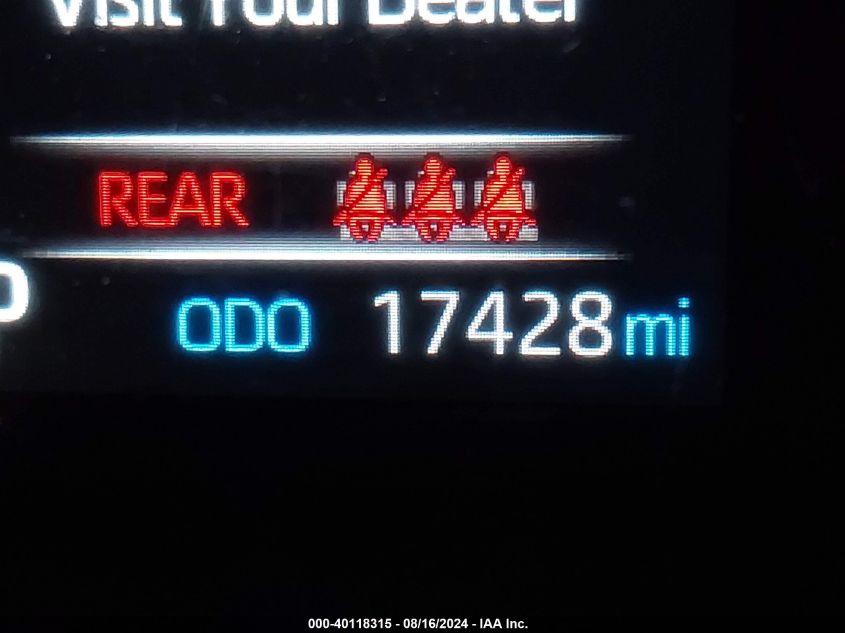 Visit Your Dealer
REAR
ODO 17428 mi
000-40118315 - 08/16/2024 - IAA Inc.